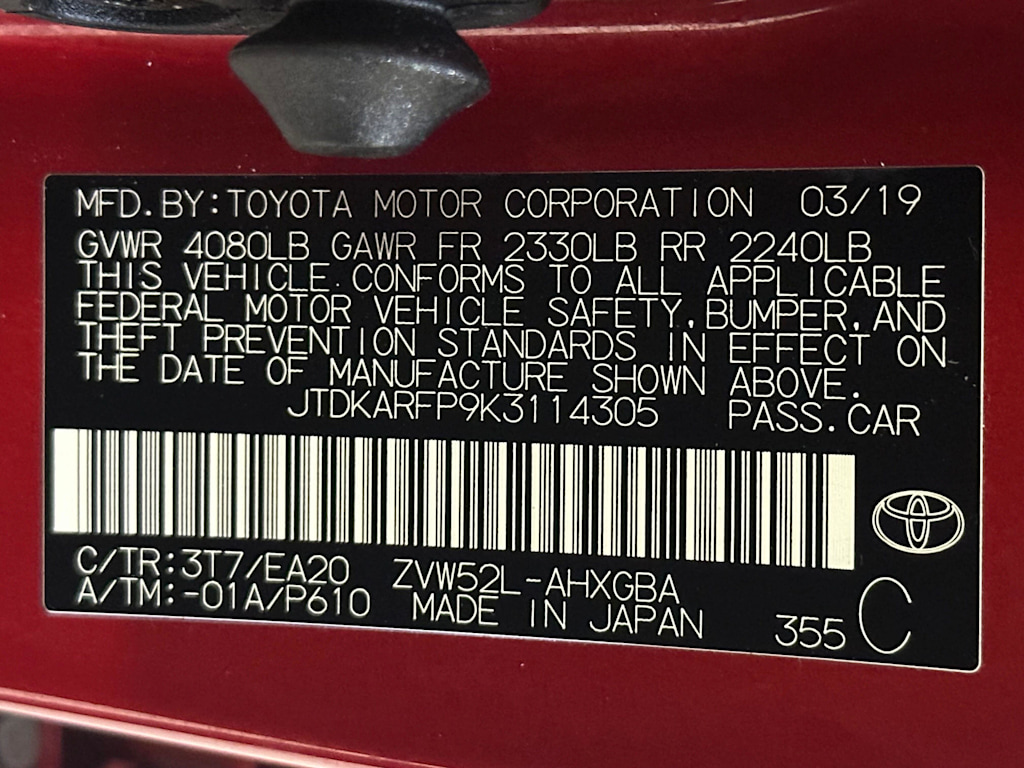 MFD.BY:TOYOTA MOTOR CORPORATION 03/19
GVWR 4080LB GAWR FR 2330LB RR 2240LB
THIS VEHICLE CONFORMS TO ALL APPLICABLE
FEDERAL MOTOR VEHICLE SAFETY, BUMPER, AND
THEFT PREVENTION STANDARDS IN EFFECT ON
THE DATE OF MANUFACTURE SHOWN ABOVE.
JTDKARFP9K3114305 PASS.CAR
C/TR:3T7/EA20 ZVW52L-AHXGBA
A/TM:-01A/P610 MADE IN JAPAN 355 C